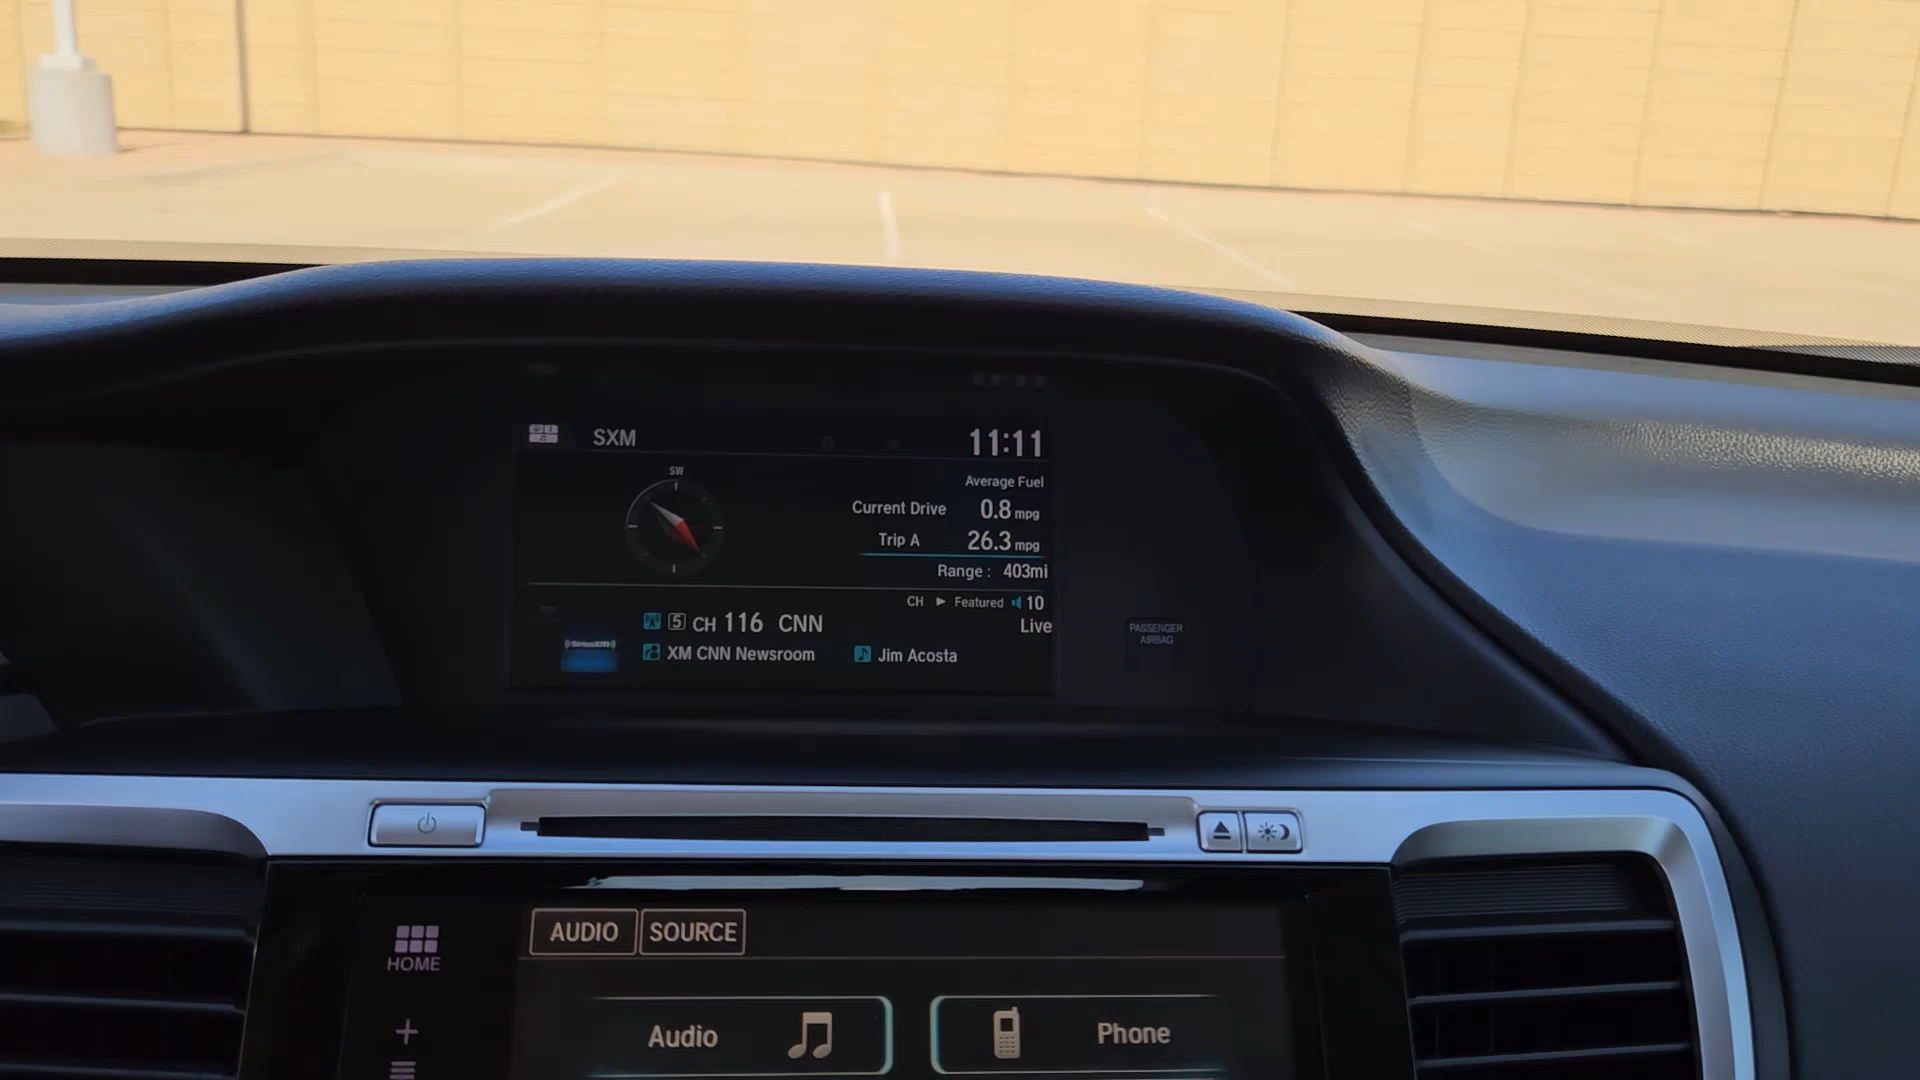 SXM 11:11
SW
Average Fuel
Current Drive 0.8 mpg
Trip A 26.3 mpg
Range : 403mi
CH ► Featured 10
5 CH 116 CNN Live
SiriusXM
XM CNN Newsroom Jim Acosta
PASSENGER
AIRBAG
AUDIO SOURCE
HOME
+
Audio Phone